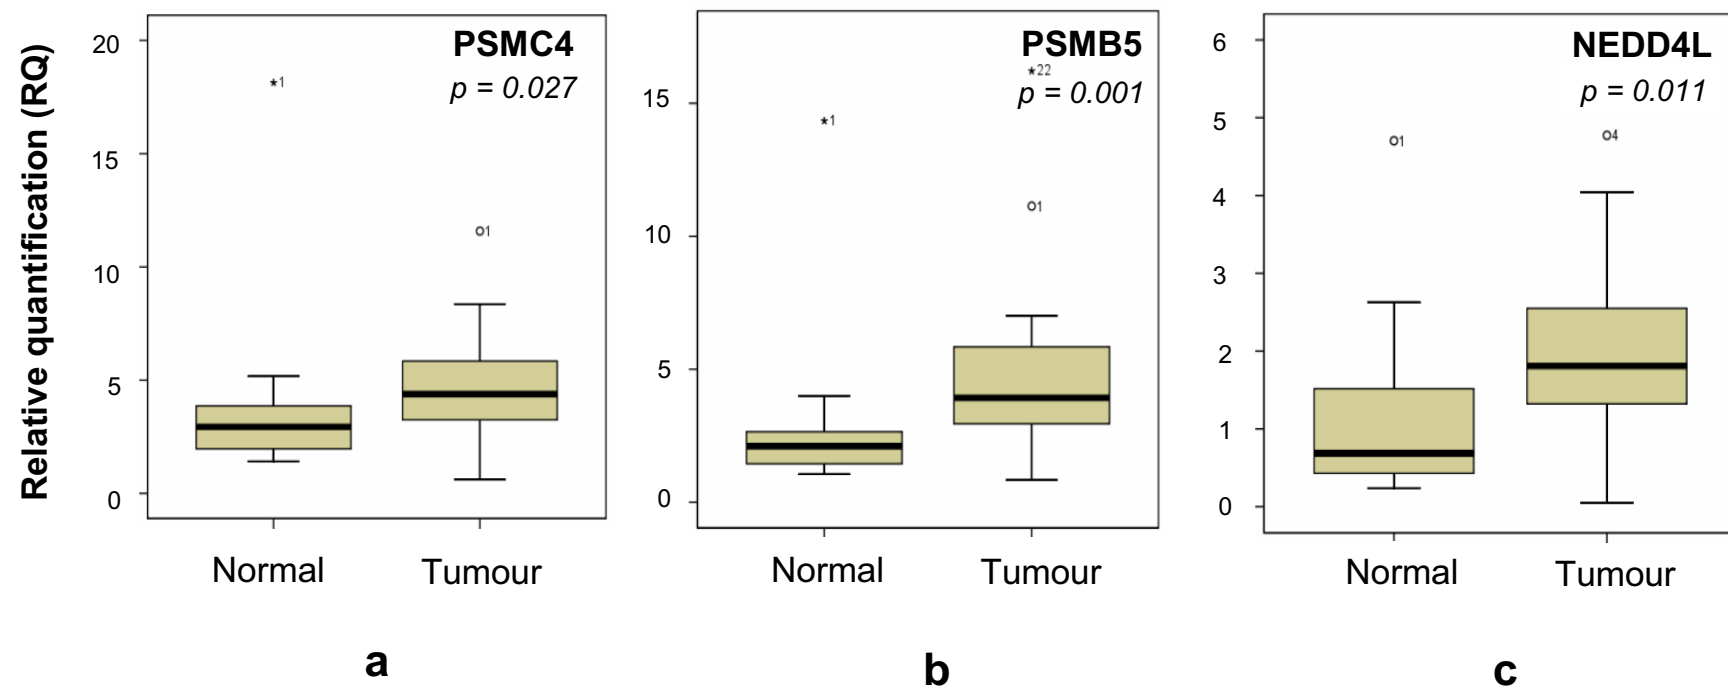 Relative quantification (RQ)
PSMC4
p = 0.027
20
15
10
5
0
*1
o1
Normal
Tumour
a
PSMB5
*22
p = 0.001
15
10
5
0
*1
o1
Normal
Tumour
b
NEDD4L
p = 0.011
6
5
4
3
2
1
0
o1
o4
Normal
Tumour
c